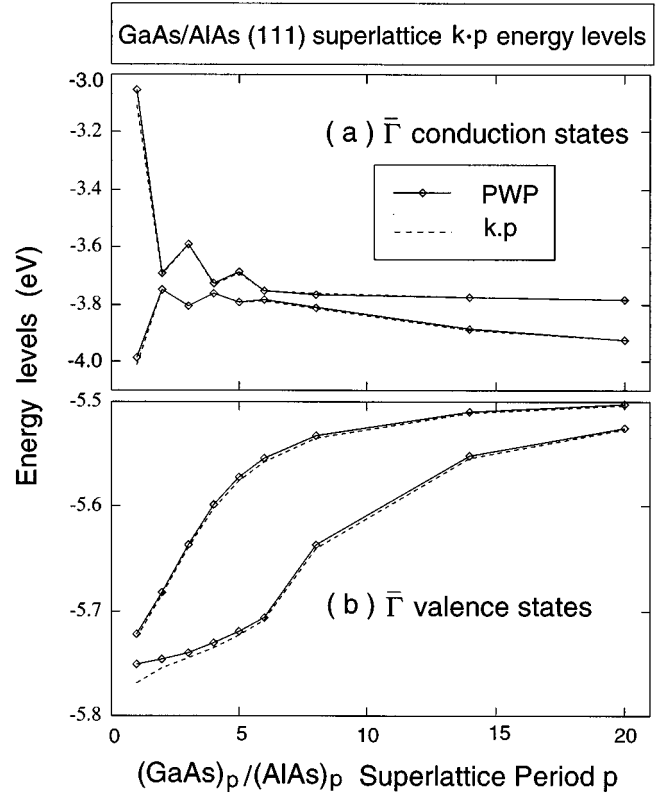 GaAs/AlAs (111) superlattice k·p energy levels
-3.0
-3.2
-3.4
-3.6
-3.8
-4.0
(a) Γ̄ conduction states
PWP
k.p
Energy levels (eV)
-5.5
-5.6
-5.7
-5.8
(b) Γ̄ valence states
0 5 10 15 20
(GaAs)p/(AlAs)p Superlattice Period p